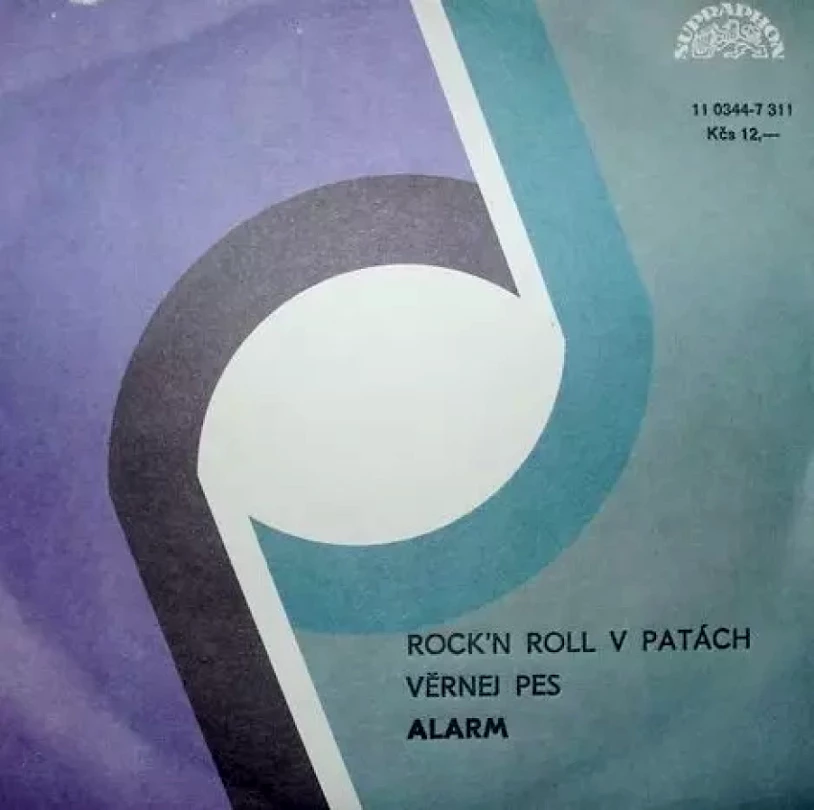 SUPRAPHON
11 0344-7 311
Kčs 12,—
ROCK'N ROLL V PATÁCH
VĚRNEJ PES
ALARM